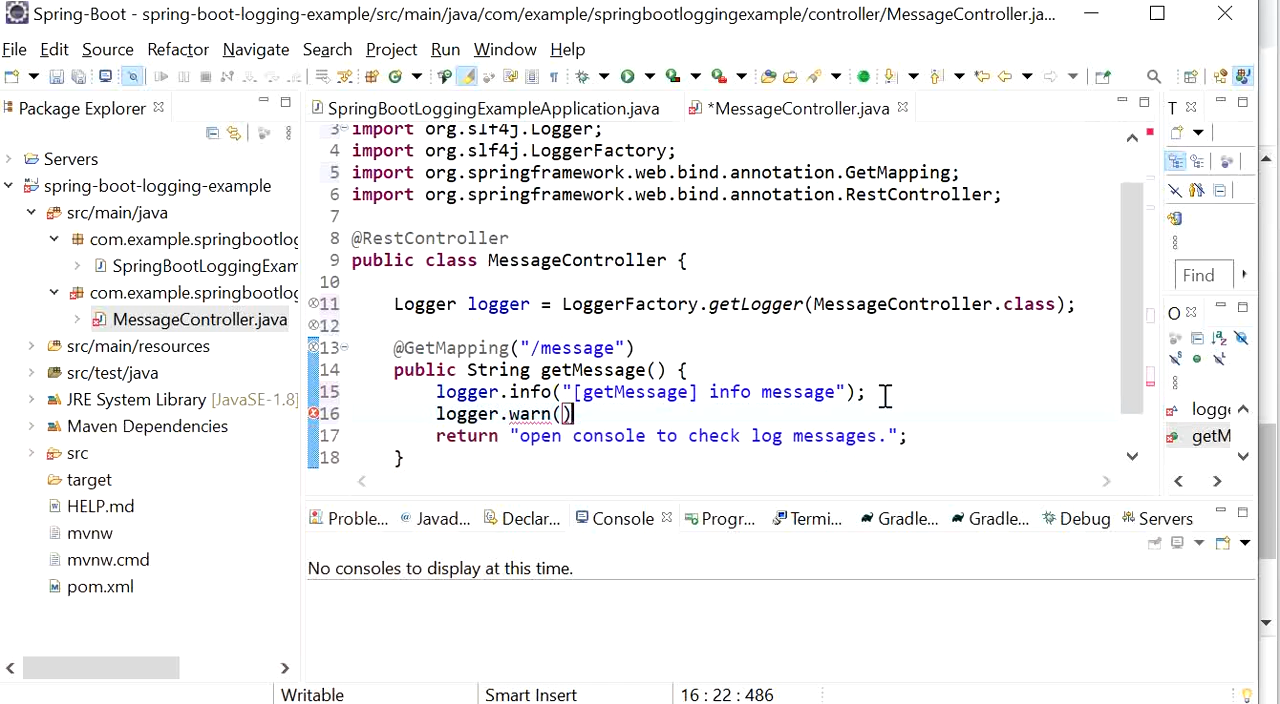 Spring-Boot - spring-boot-logging-example/src/main/java/com/example/springbootloggingexample/controller/MessageController.ja...
File Edit Source Refactor Navigate Search Project Run Window Help
Package Explorer
Servers
spring-boot-logging-example
src/main/java
com.example.springbootlog
SpringBootLoggingExam
com.example.springbootlog
MessageController.java
src/main/resources
src/test/java
JRE System Library [JavaSE-1.8]
Maven Dependencies
src
target
HELP.md
mvnw
mvnw.cmd
pom.xml
SpringBootLoggingExampleApplication.java *MessageController.java
3 import org.slf4j.Logger;
4 import org.slf4j.LoggerFactory;
5 import org.springframework.web.bind.annotation.GetMapping;
6 import org.springframework.web.bind.annotation.RestController;
7
8 @RestController
9 public class MessageController {
10
11 Logger logger = LoggerFactory.getLogger(MessageController.class);
12
13 @GetMapping("/message")
14 public String getMessage() {
15 logger.info("[getMessage] info message");
16 logger.warn()
17 return "open console to check log messages.";
18 }
T
Find
O
logge
getM
Proble... Javad... Declar... Console Progr... Termi... Gradle... Gradle... Debug Servers
No consoles to display at this time.
Writable Smart Insert 16 : 22 : 486